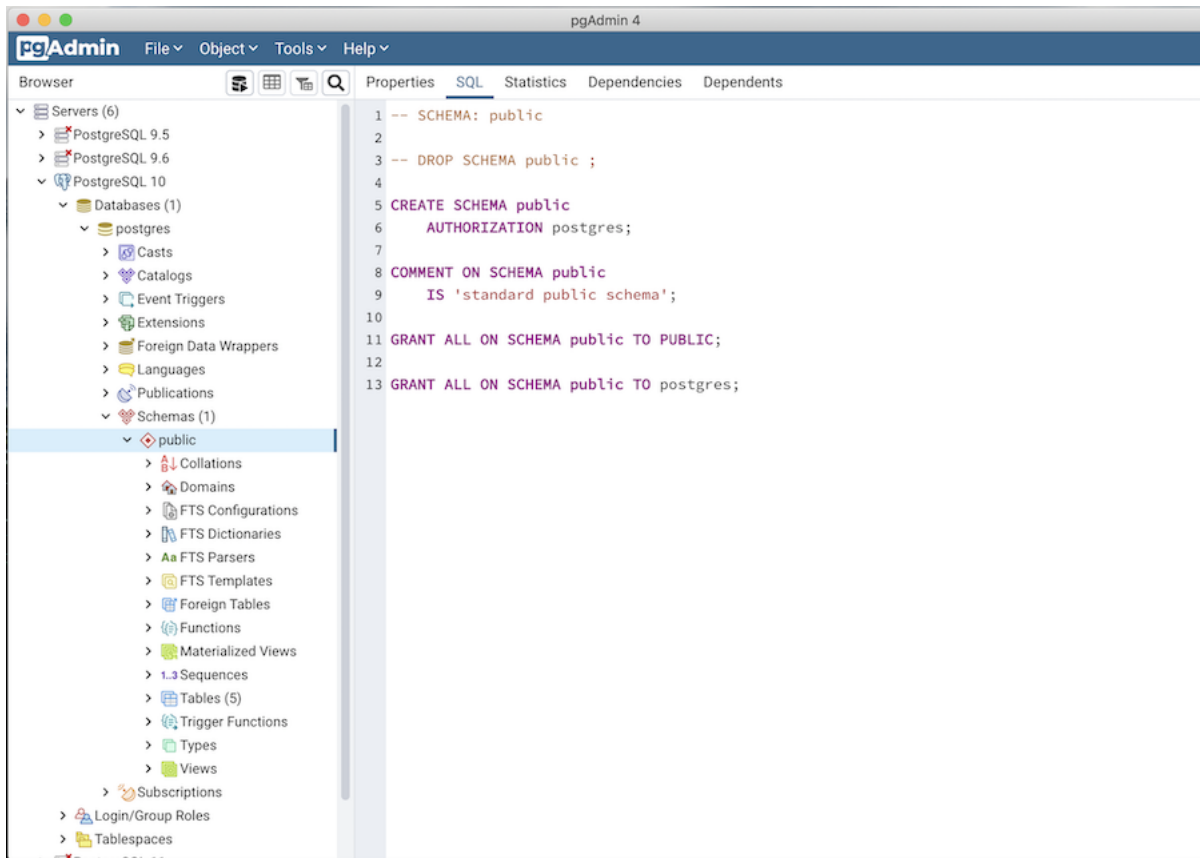 pgAdmin 4
pgAdmin File Object Tools Help
Browser
Properties SQL Statistics Dependencies Dependents
Servers (6)
PostgreSQL 9.5
PostgreSQL 9.6
PostgreSQL 10
Databases (1)
postgres
Casts
Catalogs
Event Triggers
Extensions
Foreign Data Wrappers
Languages
Publications
Schemas (1)
public
Collations
Domains
FTS Configurations
FTS Dictionaries
Aa FTS Parsers
FTS Templates
Foreign Tables
Functions
Materialized Views
1..3 Sequences
Tables (5)
Trigger Functions
Types
Views
Subscriptions
Login/Group Roles
Tablespaces
1 -- SCHEMA: public
2
3 -- DROP SCHEMA public ;
4
5 CREATE SCHEMA public
6 AUTHORIZATION postgres;
7
8 COMMENT ON SCHEMA public
9 IS 'standard public schema';
10
11 GRANT ALL ON SCHEMA public TO PUBLIC;
12
13 GRANT ALL ON SCHEMA public TO postgres;